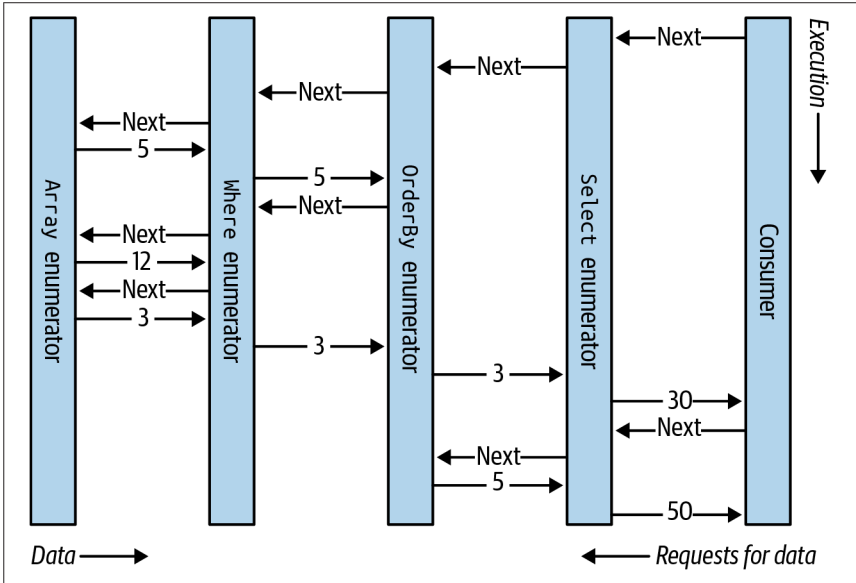 Next
Next
Next
Next
5
5
Next
Next
12
Next
3
3
3
30
Next
Next
5
50
Array enumerator
Where enumerator
OrderBy enumerator
Select enumerator
Consumer
Execution
Data
Requests for data